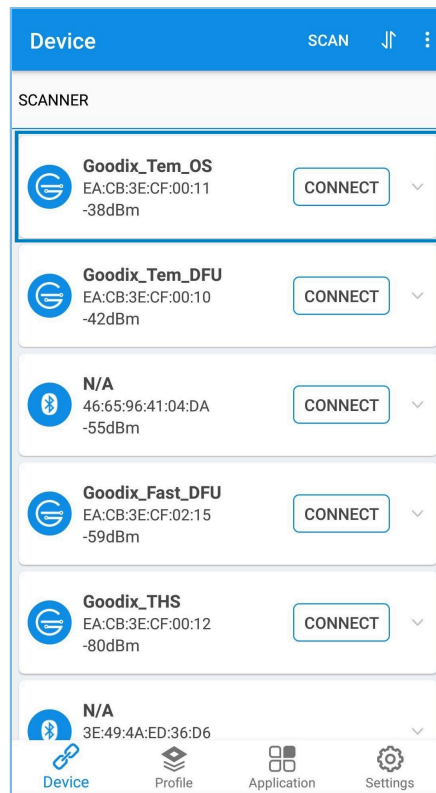 Device SCAN
SCANNER
Goodix_Tem_OS
EA:CB:3E:CF:00:11
-38dBm
CONNECT
Goodix_Tem_DFU
EA:CB:3E:CF:00:10
-42dBm
CONNECT
N/A
46:65:96:41:04:DA
-55dBm
CONNECT
Goodix_Fast_DFU
EA:CB:3E:CF:02:15
-59dBm
CONNECT
Goodix_THS
EA:CB:3E:CF:00:12
-80dBm
CONNECT
N/A
3E:49:4A:ED:36:D6
Device Profile Application Settings